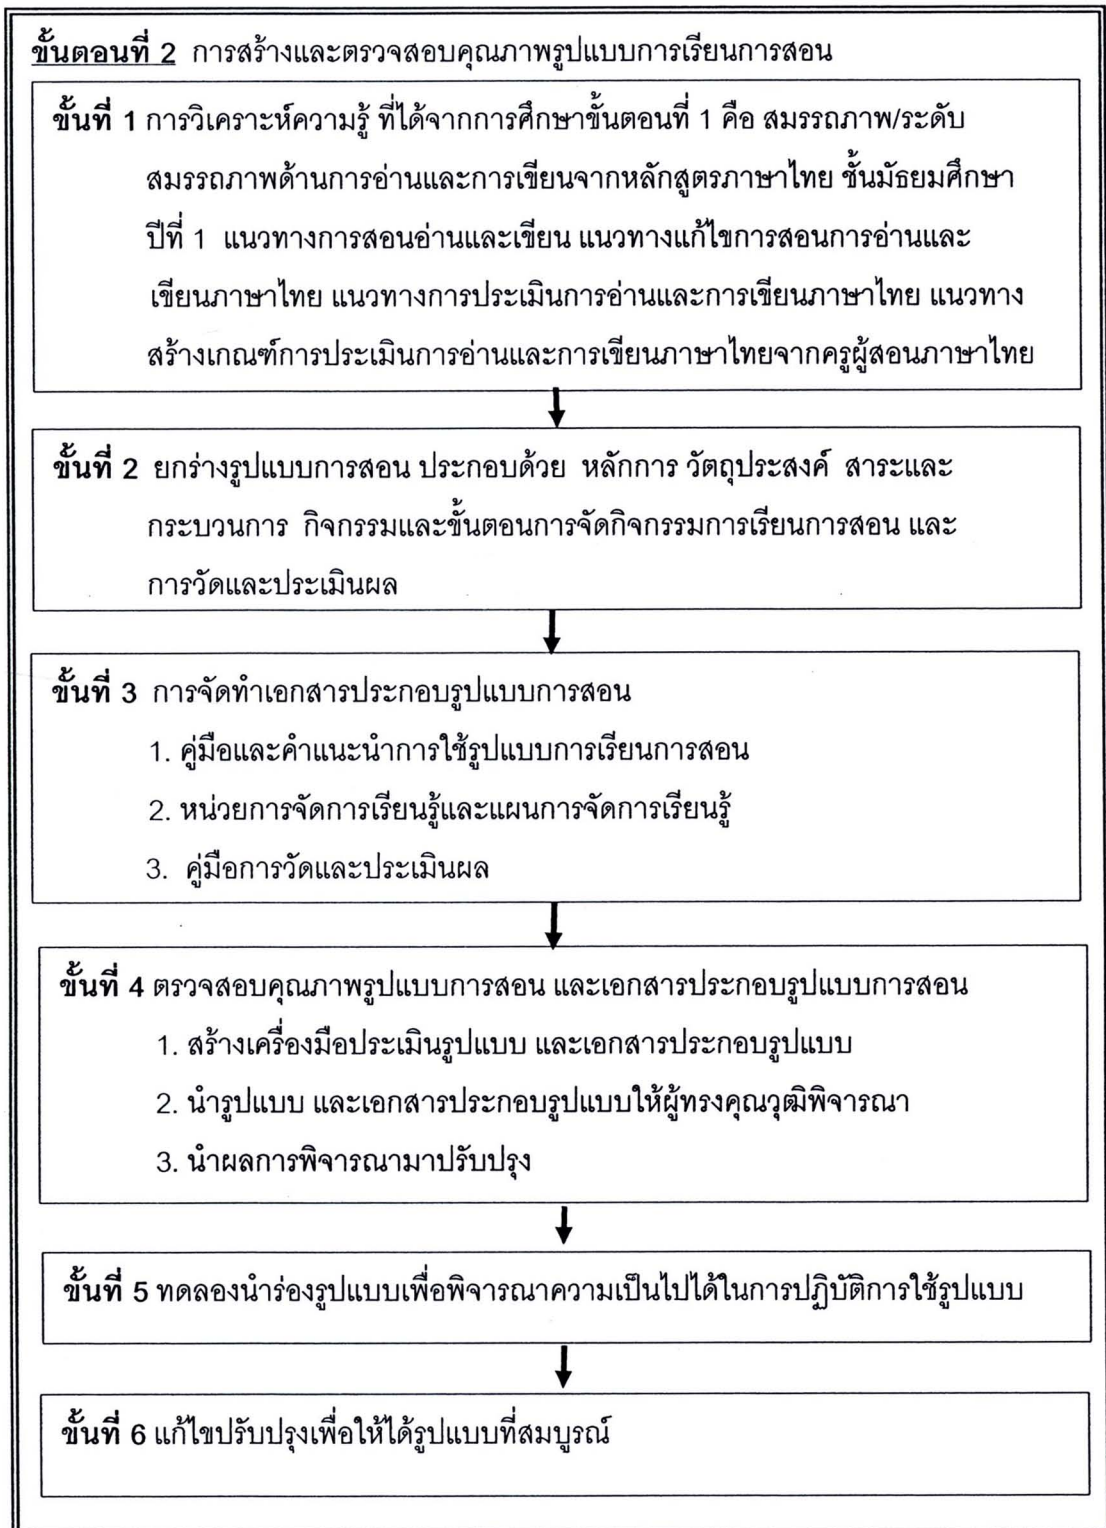 ขั้นตอนที่ 2 การสร้างและตรวจสอบคุณภาพรูปแบบการเรียนการสอน
ขั้นที่ 1 การวิเคราะห์ความรู้ ที่ได้จากการศึกษาขั้นตอนที่ 1 คือ สมรรถภาพ/ระดับ
สมรรถภาพด้านการอ่านและการเขียนจากหลักสูตรภาษาไทย ชั้นมัธยมศึกษา
ปีที่ 1 แนวทางการสอนอ่านและเขียน แนวทางแก้ไขการสอนการอ่านและ
เขียนภาษาไทย แนวทางการประเมินการอ่านและการเขียนภาษาไทย แนวทาง
สร้างเกณฑ์การประเมินการอ่านและการเขียนภาษาไทยจากครูผู้สอนภาษาไทย
ขั้นที่ 2 ยกร่างรูปแบบการสอน ประกอบด้วย หลักการ วัตถุประสงค์ สาระและ
กระบวนการ กิจกรรมและขั้นตอนการจัดกิจกรรมการเรียนการสอน และ
การวัดและประเมินผล
ขั้นที่ 3 การจัดทำเอกสารประกอบรูปแบบการสอน
1. คู่มือและคำแนะนำการใช้รูปแบบการเรียนการสอน
2. หน่วยการจัดการเรียนรู้และแผนการจัดการเรียนรู้
3. คู่มือการวัดและประเมินผล
ขั้นที่ 4 ตรวจสอบคุณภาพรูปแบบการสอน และเอกสารประกอบรูปแบบการสอน
1. สร้างเครื่องมือประเมินรูปแบบ และเอกสารประกอบรูปแบบ
2. นำรูปแบบ และเอกสารประกอบรูปแบบให้ผู้ทรงคุณวุฒิพิจารณา
3. นำผลการพิจารณามาปรับปรุง
ขั้นที่ 5 ทดลองนำร่องรูปแบบเพื่อพิจารณาความเป็นไปได้ในการปฏิบัติการใช้รูปแบบ
ขั้นที่ 6 แก้ไขปรับปรุงเพื่อให้ได้รูปแบบที่สมบูรณ์